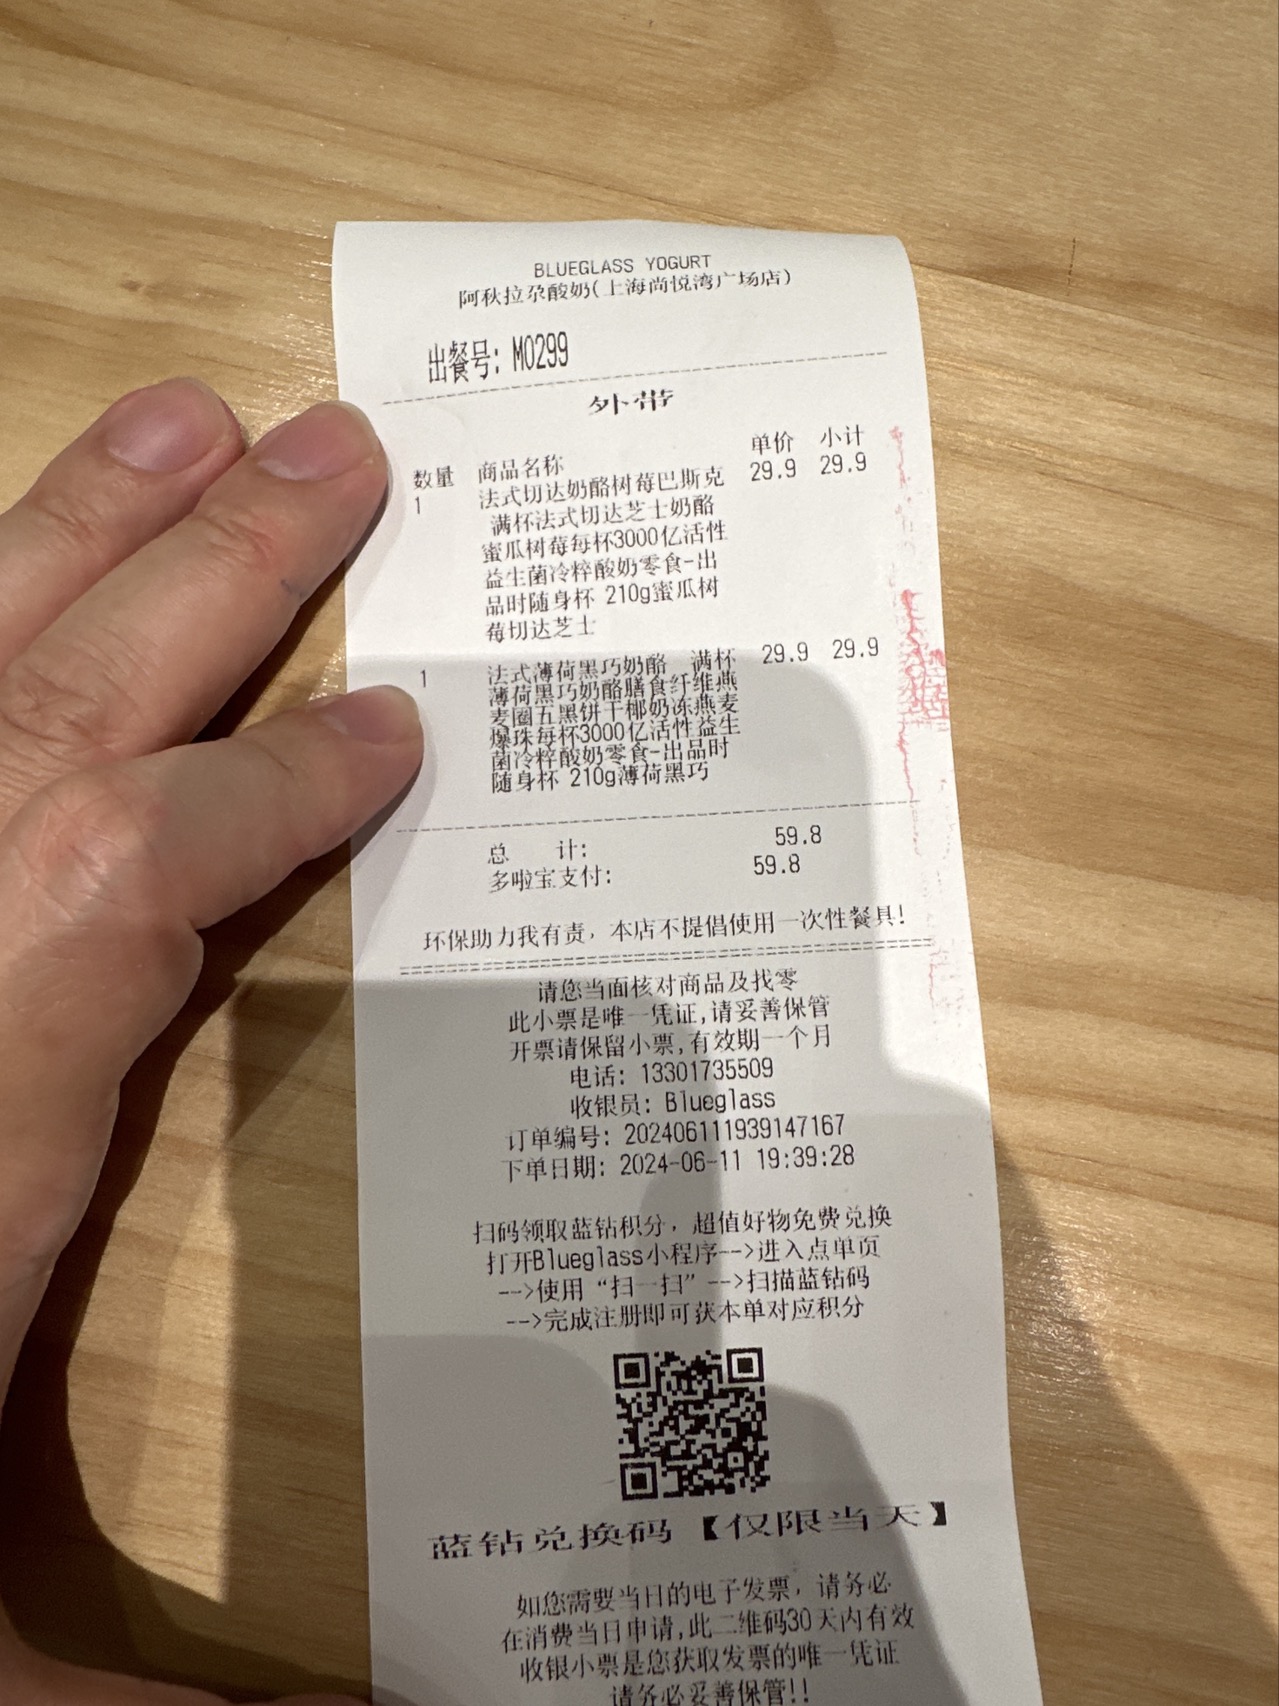 BLUEGLASS YOGURT
阿秋拉尕酸奶(上海尚悦湾广场店)
出餐号: M0299
外带
数量 商品名称 单价 小计
1 法式切达奶酪树莓巴斯克 29.9 29.9
满杯法式切达芝士奶酪
蜜瓜树莓每杯3000亿活性
益生菌冷粹酸奶零食-出
品时随身杯 210g蜜瓜树
莓切达芝士
1 法式薄荷黑巧奶酪 满杯 29.9 29.9
薄荷黑巧奶酪膳食纤维燕
麦圈五黑饼干椰奶冻燕麦
爆珠每杯3000亿活性益生
菌冷粹酸奶零食-出品时
随身杯 210g薄荷黑巧
总 计: 59.8
多啦宝支付: 59.8
环保助力我有责, 本店不提倡使用一次性餐具!
请您当面核对商品及找零
此小票是唯一凭证,请妥善保管
开票请保留小票,有效期一个月
电话: 13301735509
收银员: Blueglass
订单编号: 202406111939147167
下单日期: 2024-06-11 19:39:28
扫码领取蓝钻积分, 超值好物免费兑换
打开Blueglass小程序-->进入点单页
-->使用“扫一扫”-->扫描蓝钻码
-->完成注册即可获本单对应积分
蓝钻兑换码【仅限当天】
如您需要当日的电子发票, 请务必
在消费当日申请,此二维码30天内有效
收银小票是您获取发票的唯一凭证
请务必妥善保管!!